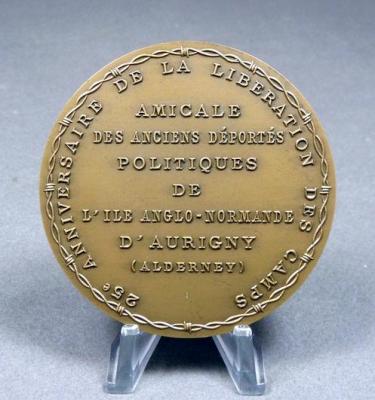 25e ANNIVERSAIRE DE LA LIBERATION DES CAMPS
AMICALE
DES ANCIENS DÉPORTÉS
POLITIQUES
DE
L'ILE ANGLO-NORMANDE
D'AURIGNY
(ALDERNEY)